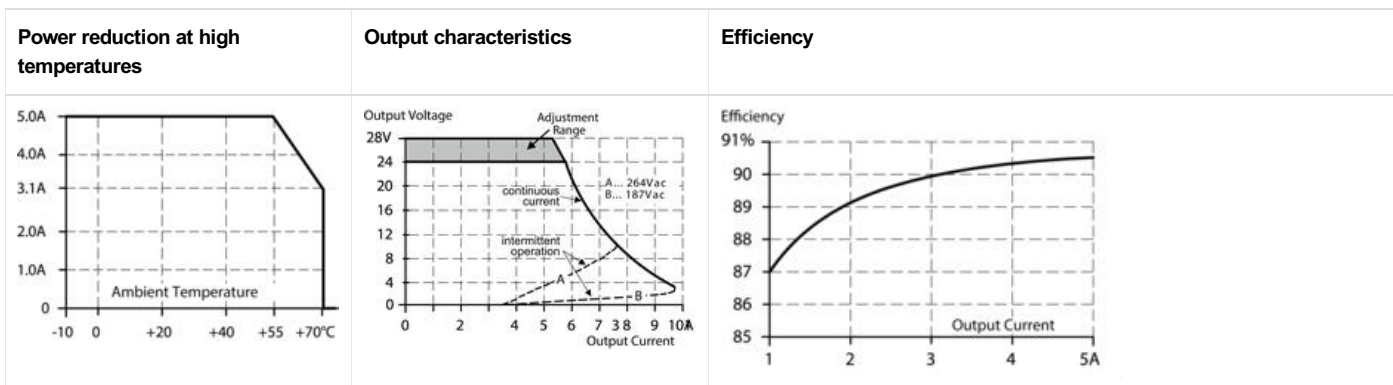 Power reduction at high
temperatures
Output characteristics
Efficiency
5.0A
4.0A
3.1A
2.0A
1.0A
0
Ambient Temperature
-10 0 +20 +40 +55 +70°C
Output Voltage
Adjustment
Range
28V
24
20
16
12
8
4
0
A... 264Vac
B... 187Vac
continuous
current
intermittent
operation
A
B
0 2 4 5 6 7 3 8 9 10A
Output Current
Efficiency
91%
90
89
88
87
86
85
Output Current
1 2 3 4 5A